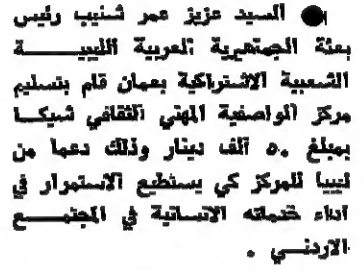 ● السيد عزيز عمر شنيب رئيس
بعثة الجماهيرية العربية الليبية
الشعبية الاشتراكية بعمان قام بتسليم
مركز الواصفية المهني الثقافي شيكا
بمبلغ ٥٠ ألف دينار وذلك دعما من
ليبيا للمركز كي يستطيع الاستمرار في
اداء خدماته الانسانية في المجتمع
الاردني .